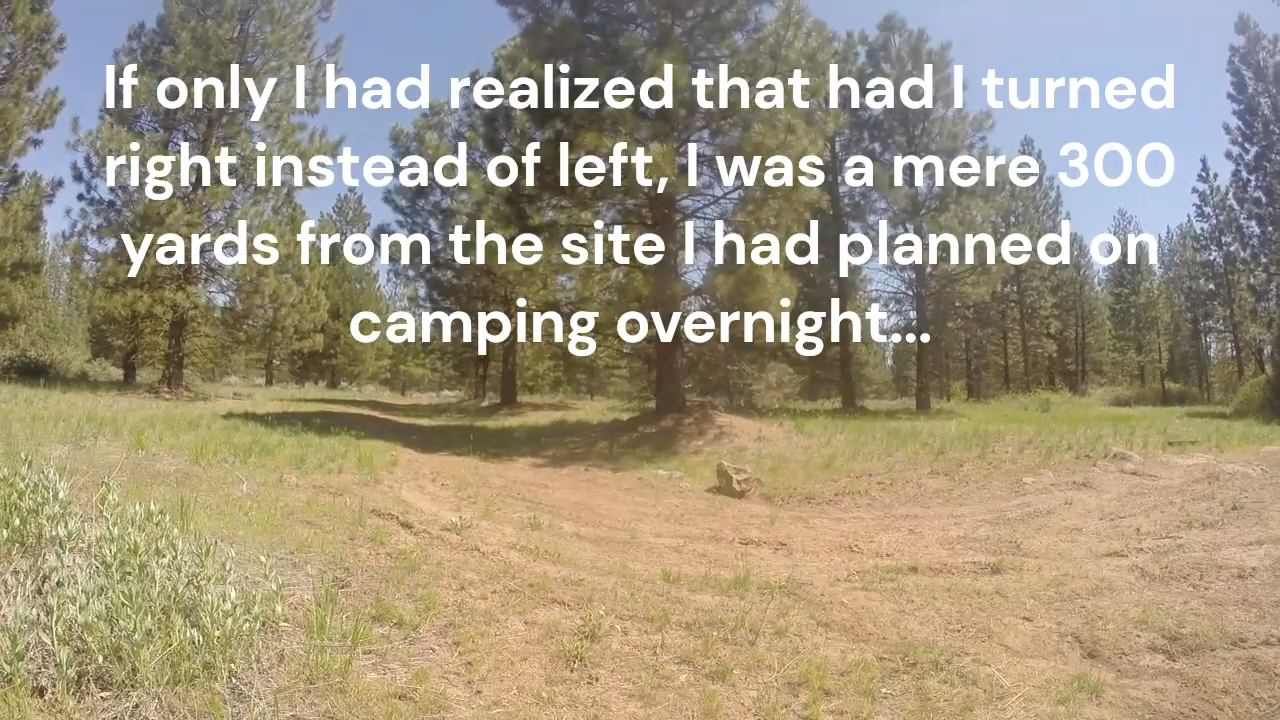 If only I had realized that had I turned
right instead of left, I was a mere 300
yards from the site I had planned on
camping overnight...